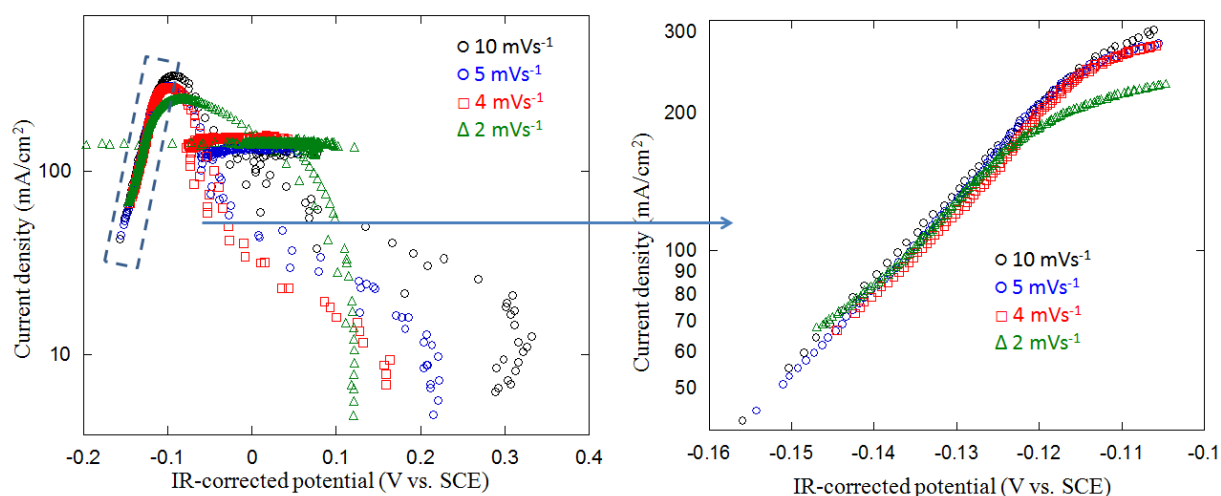 10 mVs-1
5 mVs-1
4 mVs-1
Δ 2 mVs-1
Current density (mA/cm2)
100
10
-0.2
-0.1
0
0.1
0.2
0.3
0.4
IR-corrected potential (V vs. SCE)
300
200
100
90
80
70
60
50
Current density (mA/cm2)
10 mVs-1
5 mVs-1
4 mVs-1
Δ 2 mVs-1
-0.16
-0.15
-0.14
-0.13
-0.12
-0.11
-0.1
IR-corrected potential (V vs. SCE)